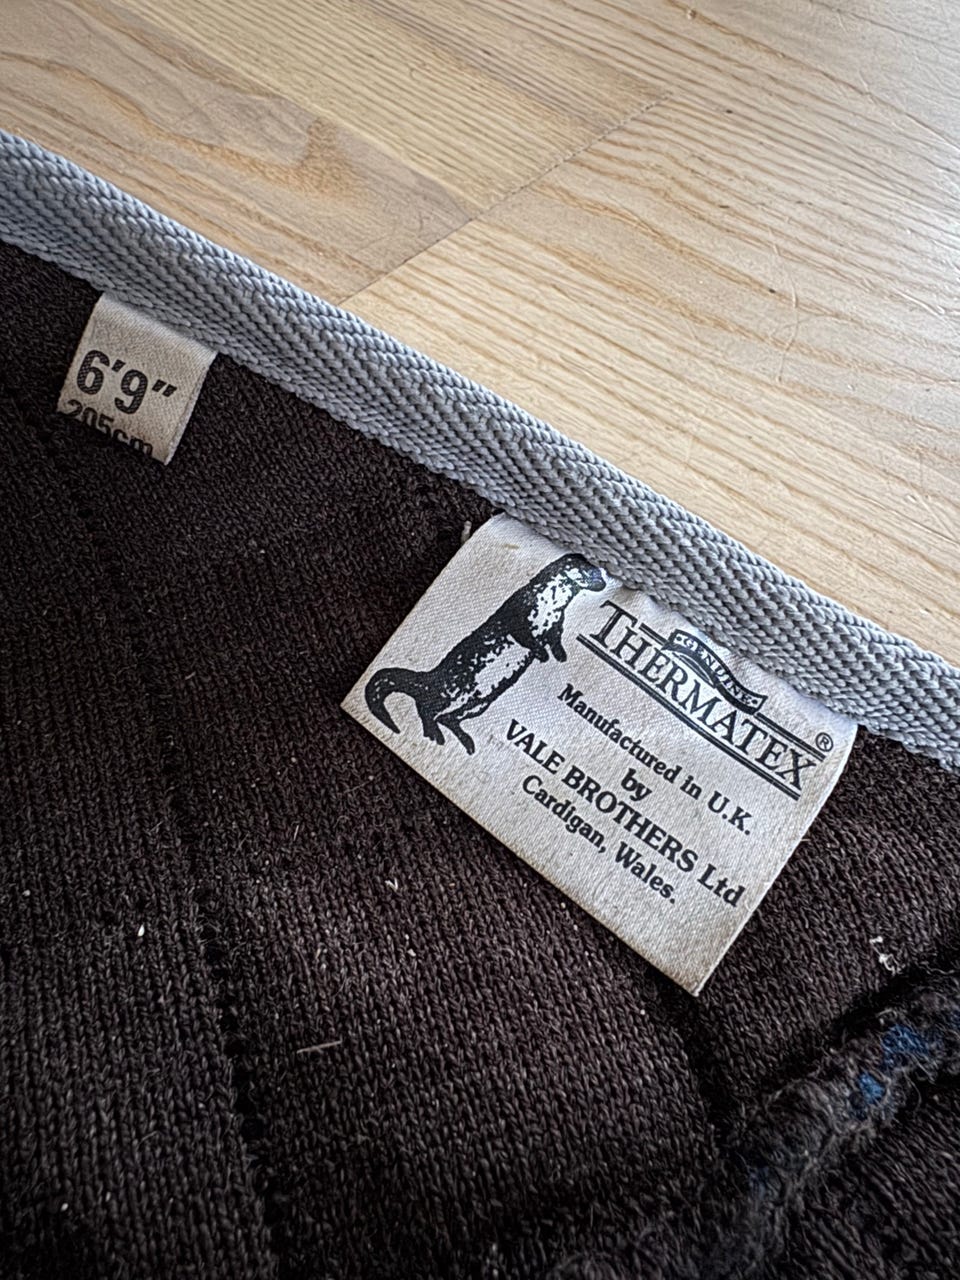 6'9"
205cm
GENUINE
THERMATEX®
Manufactured in U.K.
by
VALE BROTHERS Ltd
Cardigan, Wales.